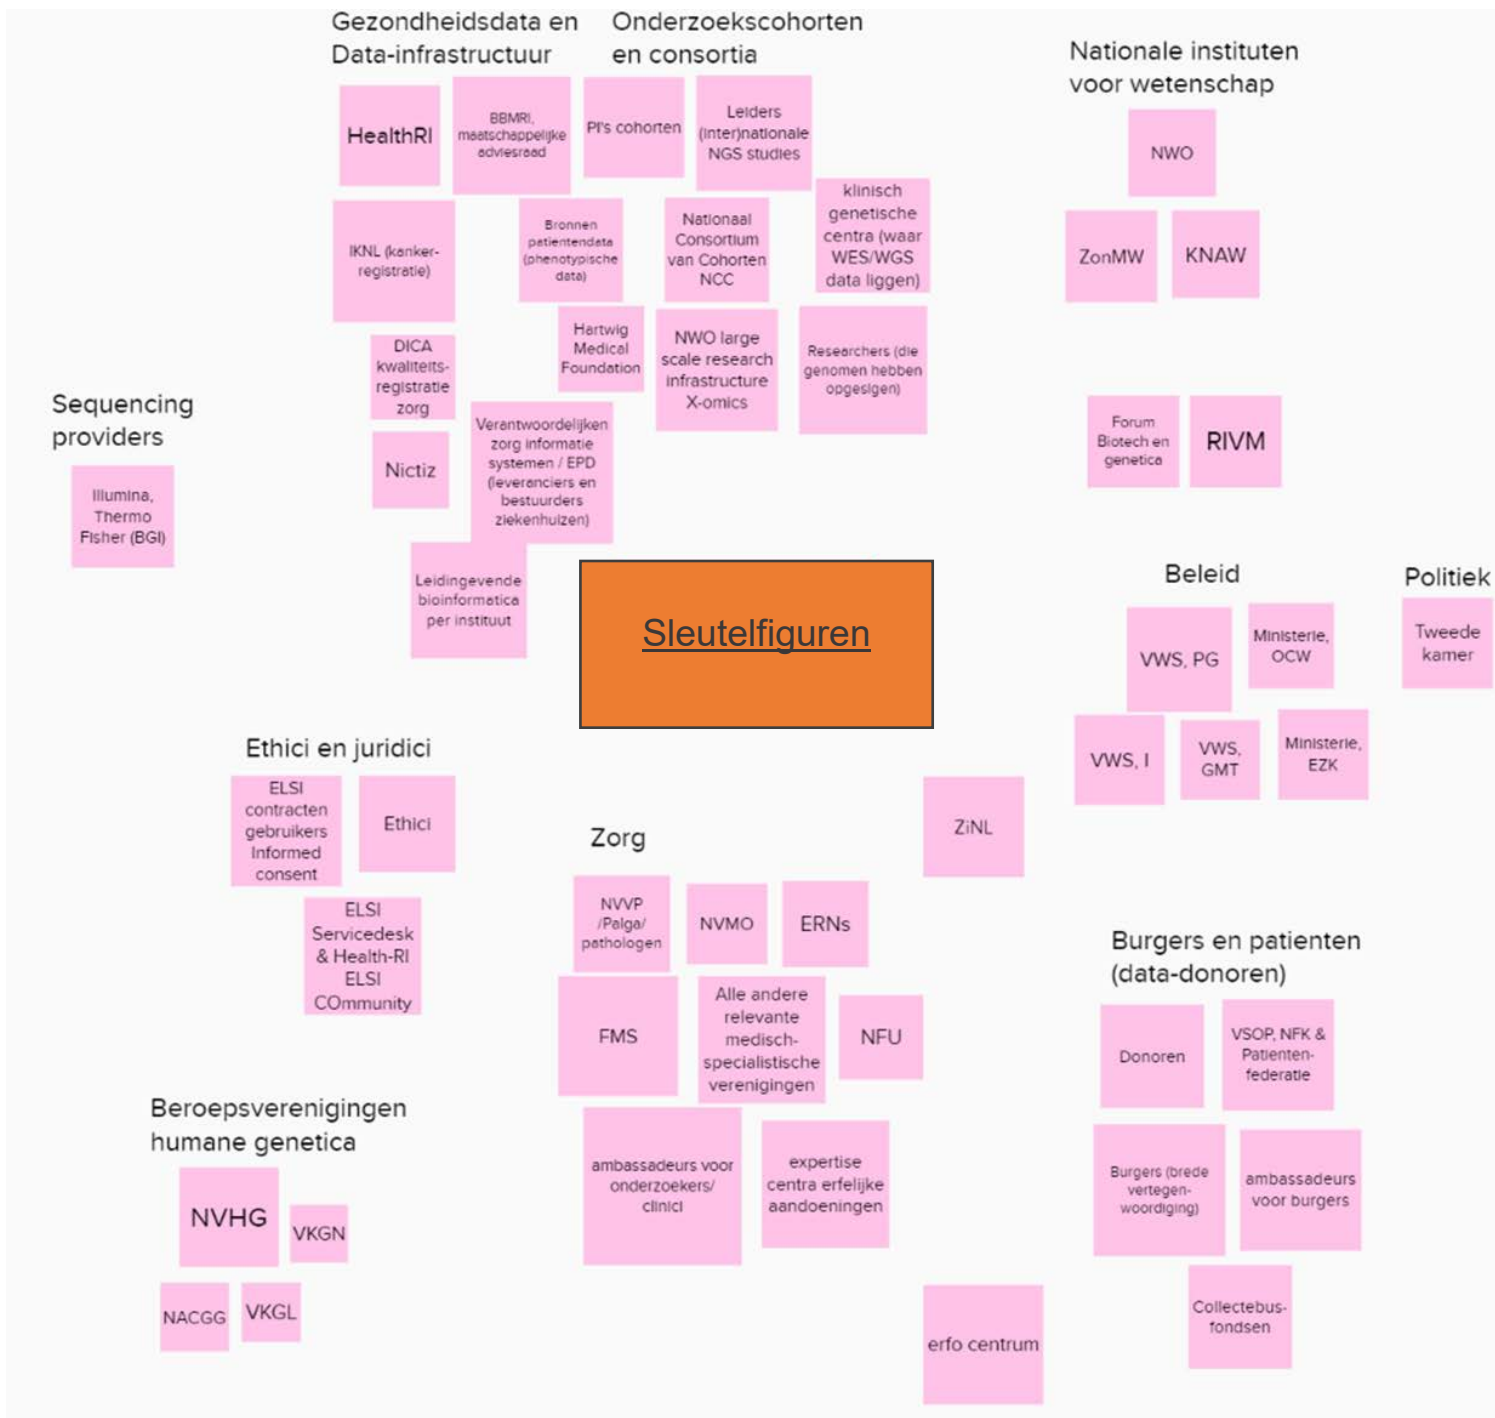 Gezondheidsdata en
Data-infrastructuur
HealthRI
BBMRI,
maatschappelijke
adviesraad
IKNL (kanker-
registratie)
Bronnen
patientendata
(phenotypische
data)
DICA
kwaliteits-
registratie
zorg
Hartwig
Medical
Foundation
Nictiz
Verantwoordelijken
zorg informatie
systemen / EPD
(leveranciers en
bestuurders
ziekenhuizen)
Leidingevende
bioinformatica
per instituut
Onderzoekscohorten
en consortia
PI's cohorten
Leiders
(inter)nationale
NGS studies
Nationaal
Consortium
van Cohorten
NCC
klinisch
genetische
centra (waar
WES/WGS
data liggen)
NWO large
scale research
infrastructure
X-omics
Researchers (die
genomen hebben
opgesigen)
Nationale instituten
voor wetenschap
NWO
ZonMW
KNAW
Forum
Biotech en
genetica
RIVM
Sequencing
providers
Illumina,
Thermo
Fisher (BGI)
Sleutelfiguren
Beleid
VWS, PG
Ministerie,
OCW
VWS, I
VWS,
GMT
Ministerie,
EZK
Politiek
Tweede
kamer
Ethici en juridici
ELSI
contracten
gebruikers
Informed
consent
Ethici
ELSI
Servicedesk
& Health-RI
ELSI
COmmunity
Zorg
ZiNL
NVVP
/Palga/
pathologen
NVMO
ERNs
FMS
Alle andere
relevante
medisch-
specialistische
verenigingen
NFU
ambassadeurs voor
onderzoekers/
clinici
expertise
centra erfelijke
aandoeningen
erfo centrum
Burgers en patienten
(data-donoren)
Donoren
VSOP, NFK &
Patienten-
federatie
Burgers (brede
vertegen-
woordiging)
ambassadeurs
voor burgers
Collectebus-
fondsen
Beroepsverenigingen
humane genetica
NVHG
VKGN
NACGG
VKGL